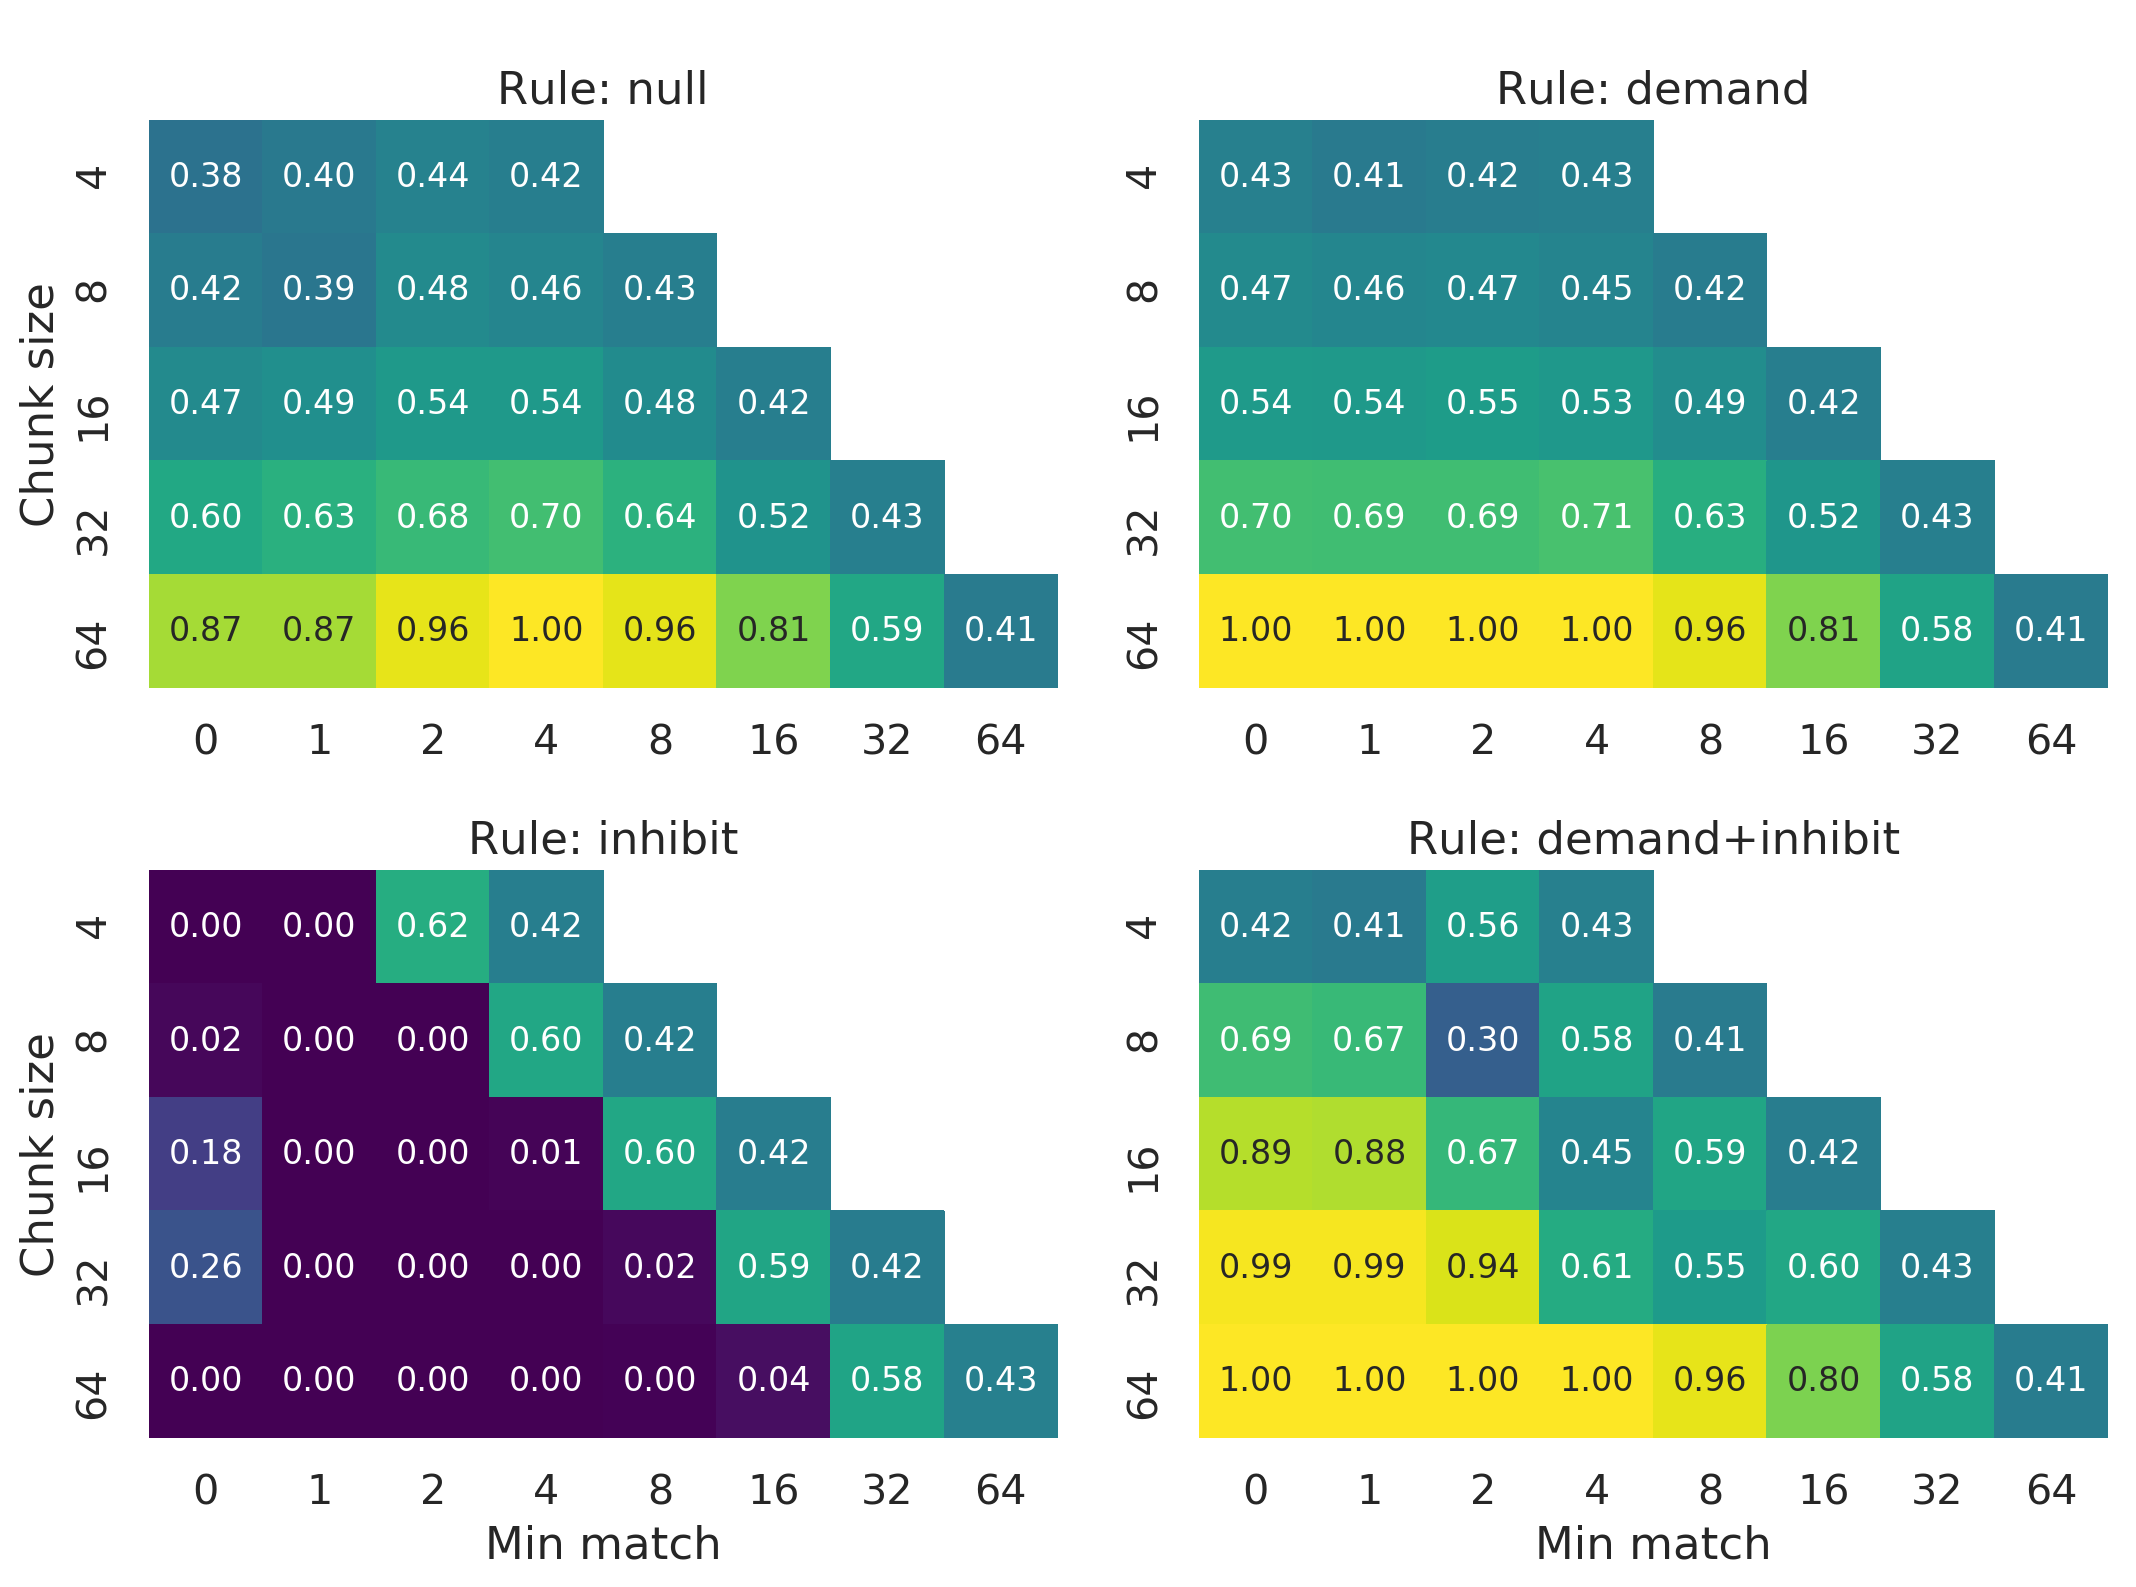 Rule: null
Chunk size
4 0.38 0.40 0.44 0.42
8 0.42 0.39 0.48 0.46 0.43
16 0.47 0.49 0.54 0.54 0.48 0.42
32 0.60 0.63 0.68 0.70 0.64 0.52 0.43
64 0.87 0.87 0.96 1.00 0.96 0.81 0.59 0.41
0 1 2 4 8 16 32 64
Rule: demand
4 0.43 0.41 0.42 0.43
8 0.47 0.46 0.47 0.45 0.42
16 0.54 0.54 0.55 0.53 0.49 0.42
32 0.70 0.69 0.69 0.71 0.63 0.52 0.43
64 1.00 1.00 1.00 1.00 0.96 0.81 0.58 0.41
0 1 2 4 8 16 32 64
Rule: inhibit
Chunk size
4 0.00 0.00 0.62 0.42
8 0.02 0.00 0.00 0.60 0.42
16 0.18 0.00 0.00 0.01 0.60 0.42
32 0.26 0.00 0.00 0.00 0.02 0.59 0.42
64 0.00 0.00 0.00 0.00 0.00 0.04 0.58 0.43
0 1 2 4 8 16 32 64
Min match
Rule: demand+inhibit
4 0.42 0.41 0.56 0.43
8 0.69 0.67 0.30 0.58 0.41
16 0.89 0.88 0.67 0.45 0.59 0.42
32 0.99 0.99 0.94 0.61 0.55 0.60 0.43
64 1.00 1.00 1.00 1.00 0.96 0.80 0.58 0.41
0 1 2 4 8 16 32 64
Min match